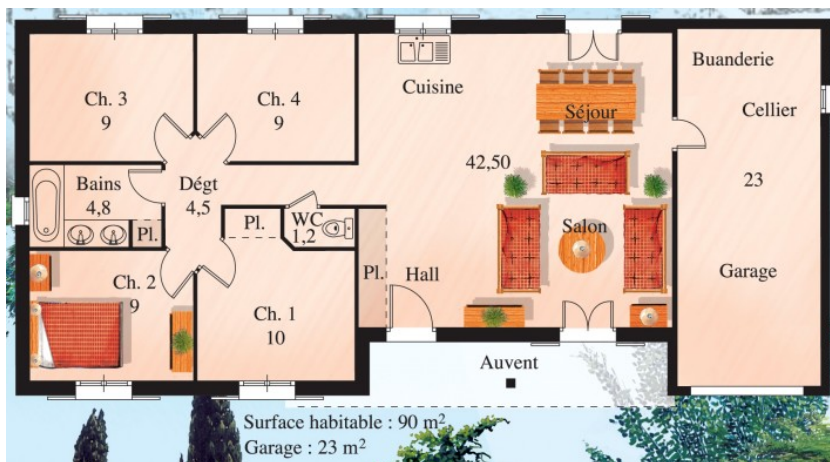 Ch. 3
9
Ch. 4
9
Cuisine
Séjour
Buanderie
Cellier
23
Garage
Bains
4,8
Pl.
Dégt
4,5
42,50
Pl.
WC
1,2
Salon
Ch. 2
9
Ch. 1
10
Pl.
Hall
Auvent
Surface habitable : 90 m²
Garage : 23 m²